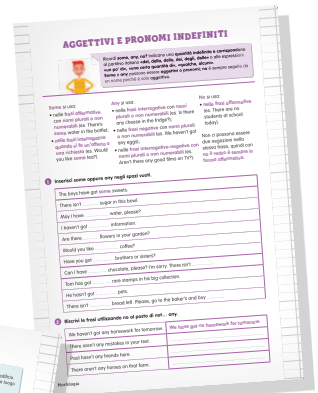 AGGETTIVI E PRONOMI INDEFINITI
Ricorda: some, any, no* indicano una quantità indefinita e corrispondono
al partitivo italiano «del, dello, della, dei, degli, delle» o alle espressioni
«un po' di», «una certa quantità di», «qualche, alcuni».
Some e any possono essere aggettivi o pronomi; no è sempre seguito da
un nome perché è solo aggettivo.
Some si usa:
• nelle frasi affermative
con nomi plurali o non
numerabili (es. There's
some water in the bottle);
• nelle frasi interrogative
quando si fa un'offerta o
una richiesta (es. Would
you like some tea?).
Any si usa:
• nelle frasi interrogative con nomi
plurali o non numerabili (es. Is there
any cheese in the fridge?);
• nelle frasi negative con nomi plurali
o non numerabili (es. We haven't got
any eggs);
• nelle frasi interrogative-negative con
nomi plurali o non numerabili (es.
Aren't there any good films on TV?)
No si usa:
• nelle frasi affermative
(es. There are no
students at school
today).
Non ci possono essere
due negazioni nella
stessa frase, quindi con
no il verbo è sempre in
forma affermativa.
1 Inserisci some oppure any negli spazi vuoti.
The boys have got some sweets.
There isn't sugar in this bowl.
May I have water, please?
I haven't got information.
Are there flowers in your garden?
Would you like coffee?
Have you got brothers or sisters?
Can I have chocolate, please? I'm sorry. There isn't
Tom has got rare stamps in his big collection.
He hasn't got pets.
There isn't bread left. Please, go to the baker's and buy
2 Riscrivi le frasi utilizzando no al posto di not... any.
We haven't got any homework for tomorrow. We have got no homework for tomorrow.
There aren't any mistakes in your test.
Paul hasn't any friends here.
There aren't any horses on that farm.
Morfologia